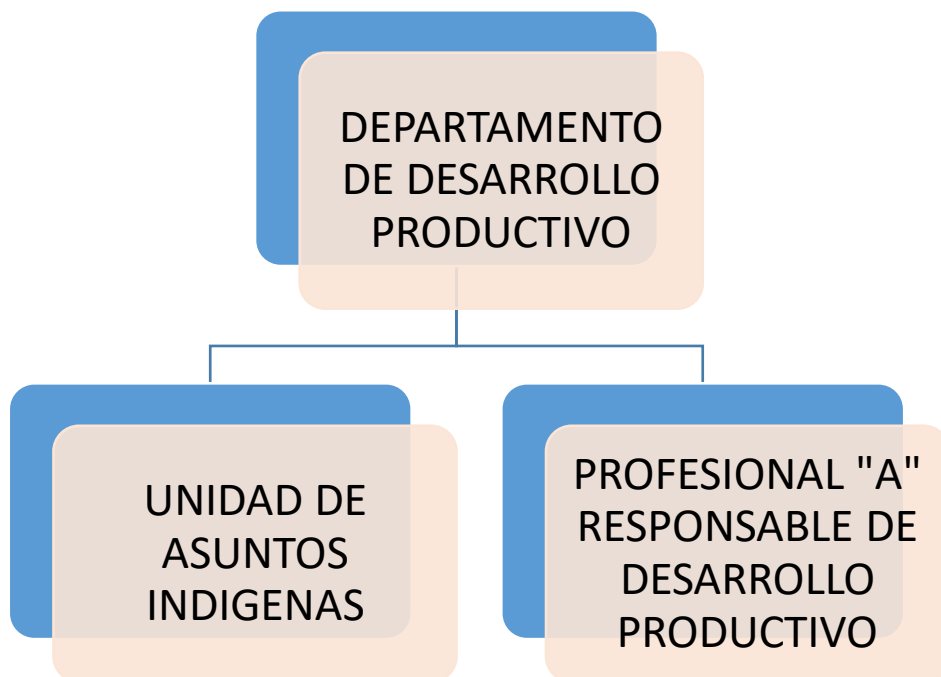 DEPARTAMENTO
DE DESARROLLO
PRODUCTIVO
UNIDAD DE
ASUNTOS
INDIGENAS
PROFESIONAL "A"
RESPONSABLE DE
DESARROLLO
PRODUCTIVO